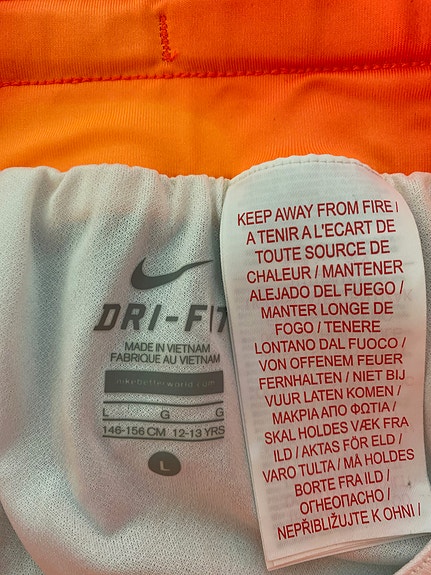 DRI-FIT
MADE IN VIETNAM
FABRIQUE AU VIETNAM
nikebetterworld.com
L G G
146-156 CM 12-13 YRS
L
KEEP AWAY FROM FIRE /
A TENIR A L'ECART DE
TOUTE SOURCE DE
CHALEUR / MANTENER
ALEJADO DEL FUEGO /
MANTER LONGE DE
FOGO / TENERE
LONTANO DAL FUOCO /
VON OFFENEM FEUER
FERNHALTEN / NIET BIJ
VUUR LATEN KOMEN /
ΜΑΚΡΙΑ ΑΠΟ ΦΩΤΙΑ /
SKAL HOLDES VÆK FRA
ILD / AKTAS FÖR ELD /
VARO TULTA / MÅ HOLDES
BORTE FRA ILD /
ОГНЕОПАСНО /
NEPŘIBLIŽUJTE K OHNI /